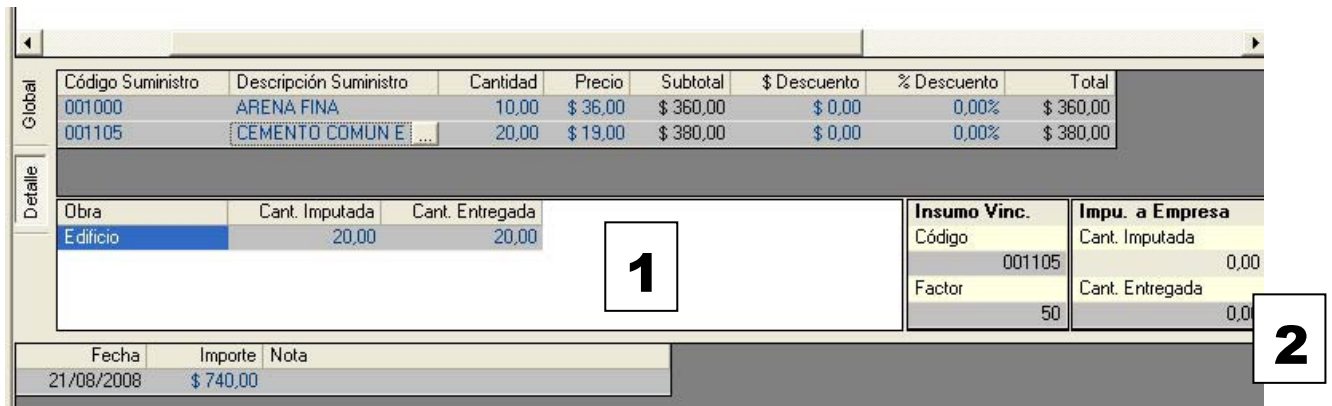 Global
Código Suministro Descripción Suministro Cantidad Precio Subtotal $ Descuento % Descuento Total
001000 ARENA FINA 10,00 $ 36,00 $ 360,00 $ 0,00 0,00% $ 360,00
001105 CEMENTO COMUN E ... 20,00 $ 19,00 $ 380,00 $ 0,00 0,00% $ 380,00
Detalle
Obra Cant. Imputada Cant. Entregada
Edificio 20,00 20,00
1
Insumo Vinc.
Código
001105
Factor
50
Impu. a Empresa
Cant. Imputada
0,00
Cant. Entregada
2
Fecha Importe Nota
21/08/2008 $ 740,00